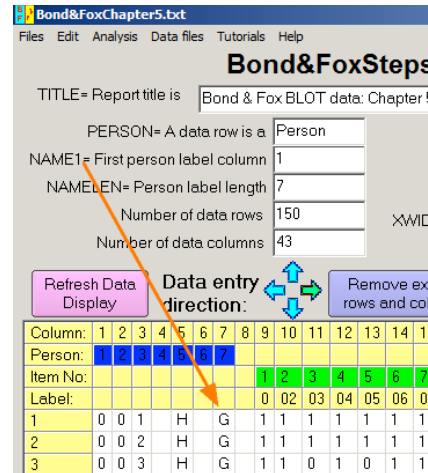 Bond&FoxChapter5.txt
Files Edit Analysis Data files Tutorials Help
Bond&FoxSteps
TITLE= Report title is Bond & Fox BLOT data: Chapter
PERSON= A data row is a Person
NAME1= First person label column 1
NAMELEN= Person label length 7
Number of data rows 150
XWID
Number of data columns 43
Refresh Data Display
Data entry direction:
Remove ex
rows and col
Column: 1 2 3 4 5 6 7 8 9 10 11 12 13 14 1
Person: 1 2 3 4 5 6 7
Item No: 1 2 3 4 5 6 7
Label: 0 02 03 04 05 06 0
1 0 0 1 H G 1 1 1 1 1 1 1
2 0 0 2 H G 1 1 1 1 1 1 1
3 0 0 3 H G 1 1 0 1 0 1 1